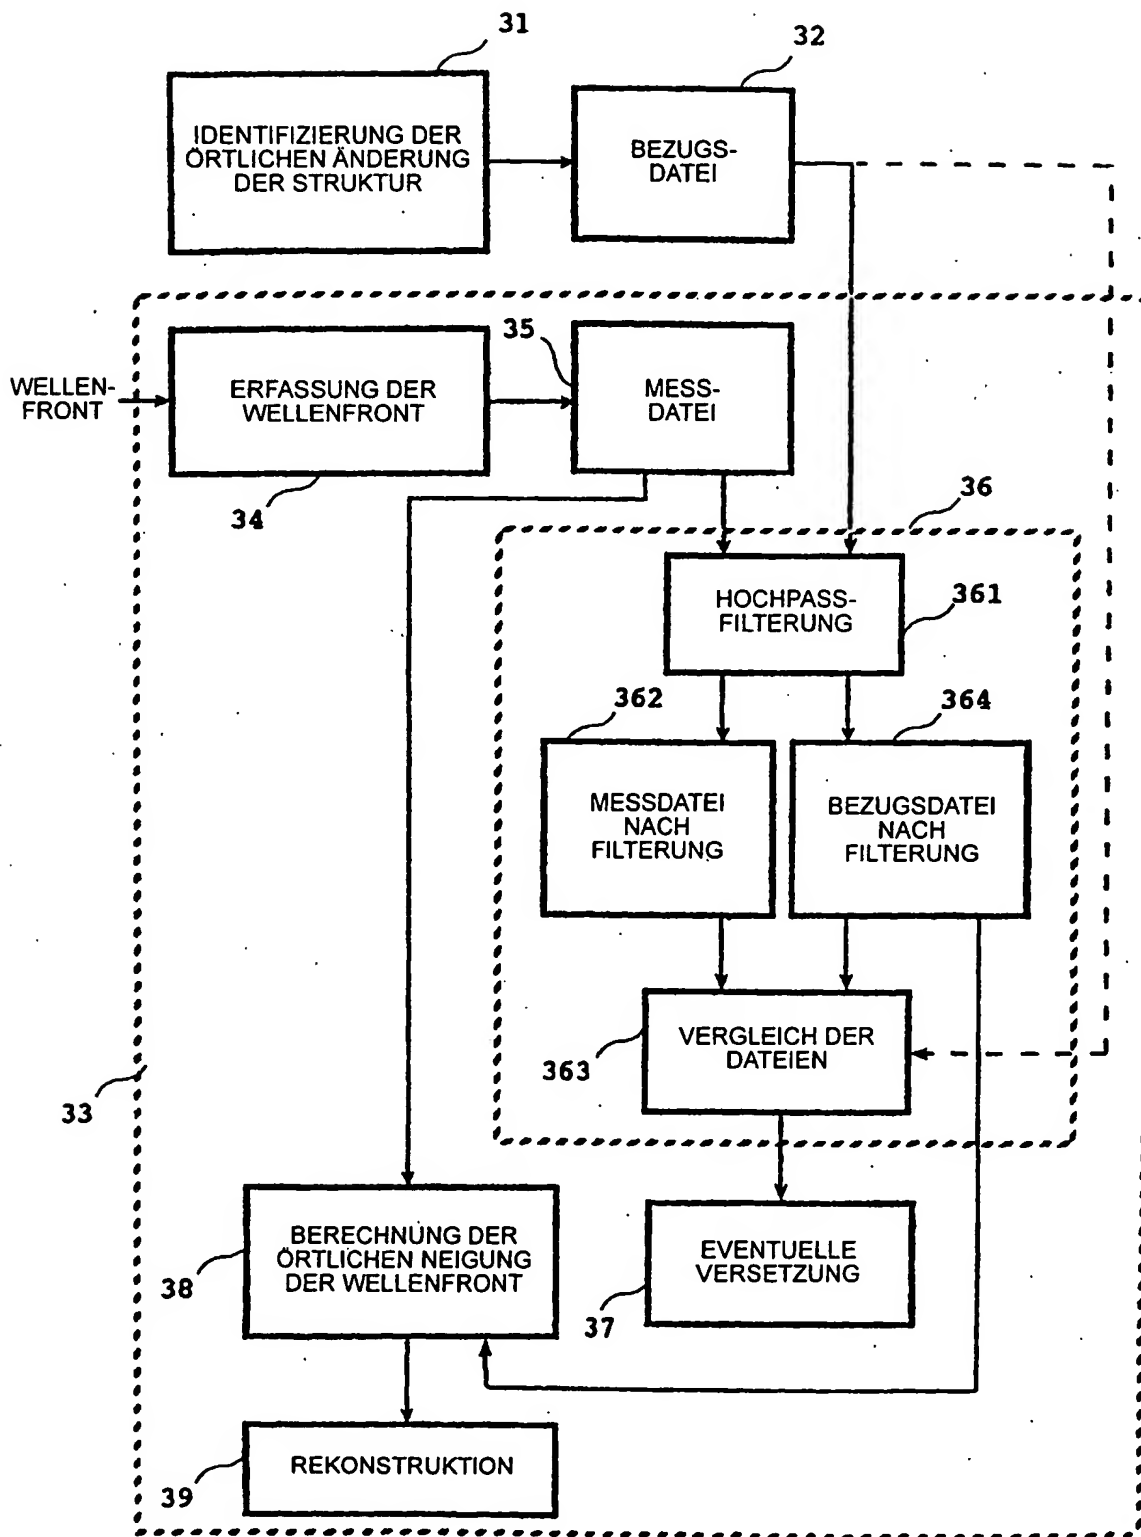 31
32
IDENTIFIZIERUNG DER
ÖRTLICHEN ÄNDERUNG
DER STRUKTUR
BEZUGS-
DATEI
35
WELLEN-
FRONT
ERFASSUNG DER
WELLENFRONT
MESS-
DATEI
34
36
HOCHPASS-
FILTERUNG
361
362
364
MESSDATEI
NACH
FILTERUNG
BEZUGSDATEI
NACH
FILTERUNG
VERGLEICH DER
DATEIEN
363
33
BERECHNUNG DER
ÖRTLICHEN NEIGUNG
DER WELLENFRONT
38
EVENTUELLE
VERSETZUNG
37
REKONSTRUKTION
39